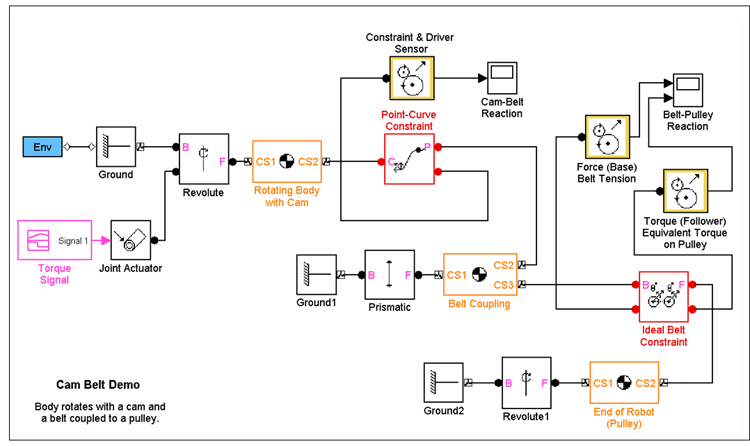 Constraint & Driver
Sensor
Cam-Belt
Reaction
Belt-Pulley
Reaction
Point-Curve
Constraint
C
P
Env
Ground
B
F
Revolute
CS1
CS2
Rotating Body
with Cam
Force (Base)
Belt Tension
Torque (Follower)
Equivalent Torque
on Pulley
Signal 1
Torque
Signal
Joint Actuator
Ground1
B
F
Prismatic
CS1
CS2
CS3
Belt Coupling
B
F
Ideal Belt
Constraint
Ground2
B
F
Revolute1
CS1
CS2
End of Robot
(Pulley)
Cam Belt Demo
Body rotates with a cam and
a belt coupled to a pulley.